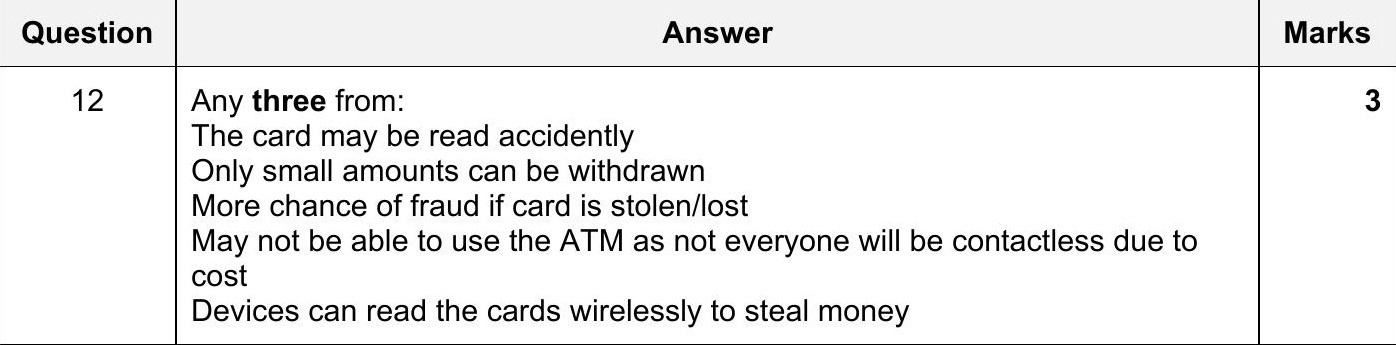 Question Answer Marks
12 Any three from: 3
The card may be read accidently
Only small amounts can be withdrawn
More chance of fraud if card is stolen/lost
May not be able to use the ATM as not everyone will be contactless due to
cost
Devices can read the cards wirelessly to steal money